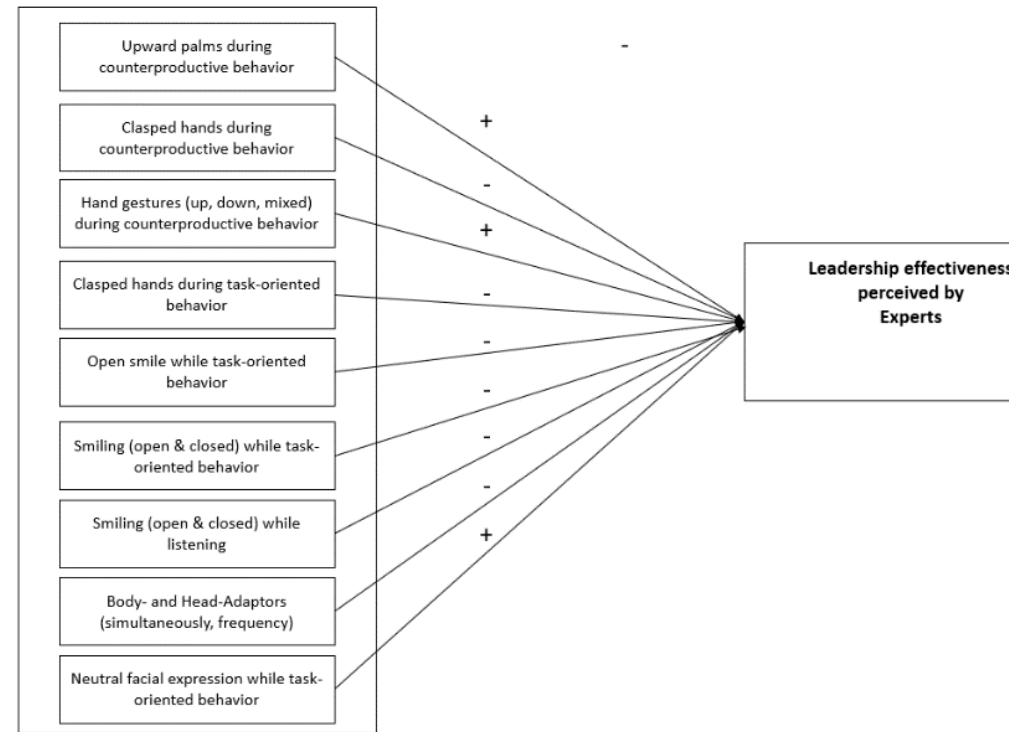 Upward palms during
counterproductive behavior
-
+
Clasped hands during
counterproductive behavior
-
Hand gestures (up, down, mixed)
during counterproductive behavior
+
Clasped hands during task-oriented
behavior
-
Leadership effectiveness
perceived by
Experts
Open smile while task-oriented
behavior
-
-
Smiling (open & closed) while task-
oriented behavior
-
Smiling (open & closed) while
listening
-
+
Body- and Head-Adaptors
(simultaneously, frequency)
Neutral facial expression while task-
oriented behavior